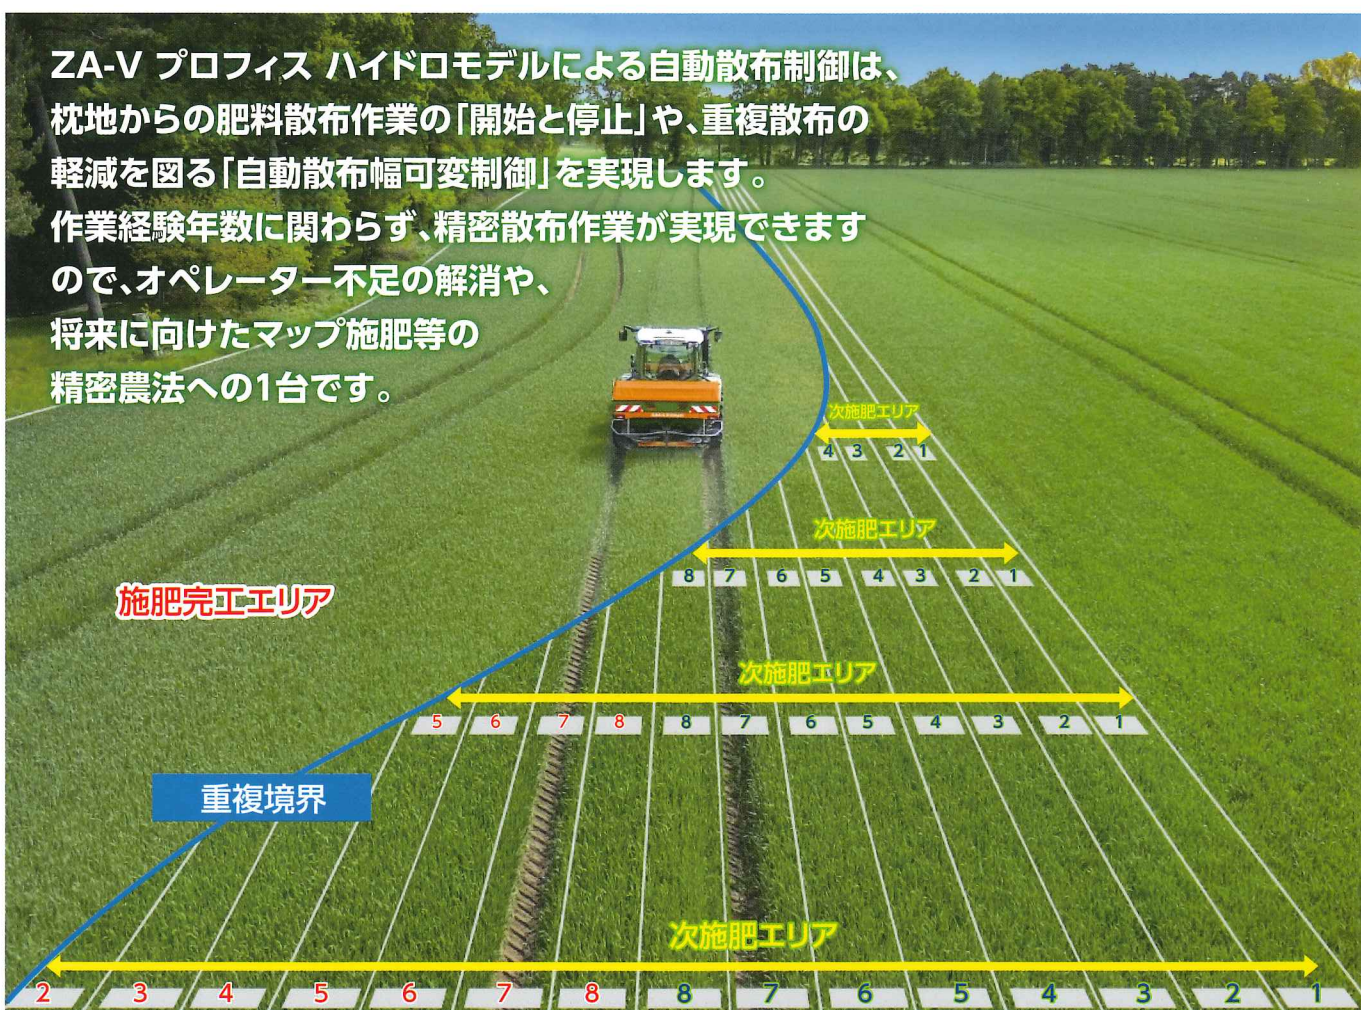 ZA-V プロフィス ハイドロモデルによる自動散布制御は、
枕地からの肥料散布作業の「開始と停止」や、重複散布の
軽減を図る「自動散布幅可変制御」を実現します。
作業経験年数に関わらず、精密散布作業が実現できます
ので、オペレーター不足の解消や、
将来に向けたマップ施肥等の
精密農法への1台です。
次施肥エリア
4 3 2 1
次施肥エリア
8 7 6 5 4 3 2 1
施肥完工エリア
次施肥エリア
5 6 7 8 8 7 6 5 4 3 2 1
重複境界
次施肥エリア
2 3 4 5 6 7 8 8 7 6 5 4 3 2 1